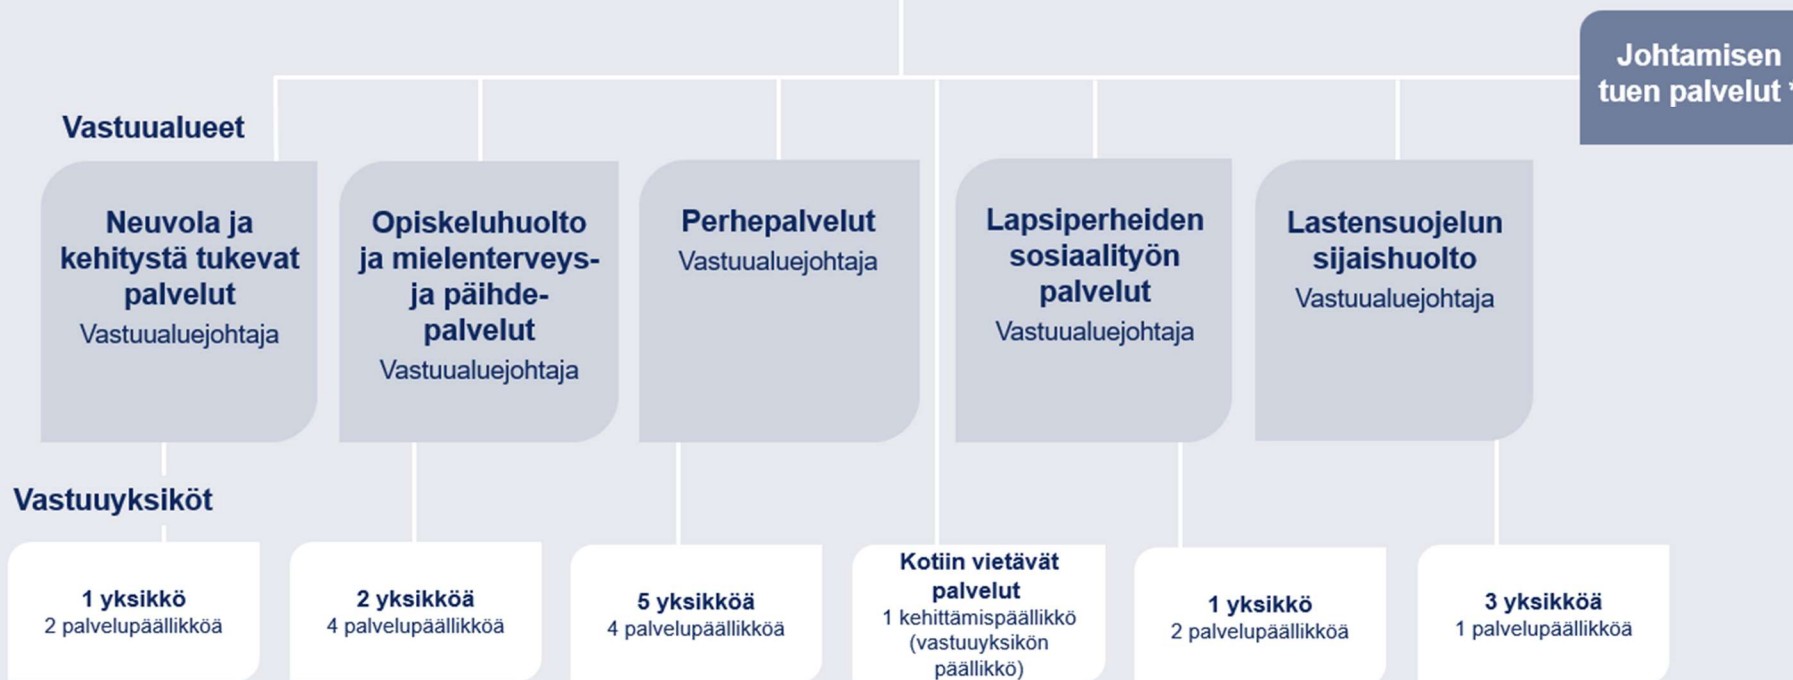 Johtamisen
tuen palvelut *
Vastuualueet
Neuvola ja
kehitystä tukevat
palvelut
Vastuualuejohtaja
Opiskeluhuolto
ja mielenterveys-
ja päihde-
palvelut
Vastuualuejohtaja
Perhepalvelut
Vastuualuejohtaja
Lapsiperheiden
sosiaalityön
palvelut
Vastuualuejohtaja
Lastensuojelun
sijaishuolto
Vastuualuejohtaja
Vastuuyksiköt
1 yksikkö
2 palvelupäällikköä
2 yksikköä
4 palvelupäällikköä
5 yksikköä
4 palvelupäällikköä
Kotiin vietävät
palvelut
1 kehittämispäällikkö
(vastuuyksikön
päällikkö)
1 yksikkö
2 palvelupäällikköä
3 yksikköä
1 palvelupäällikköä